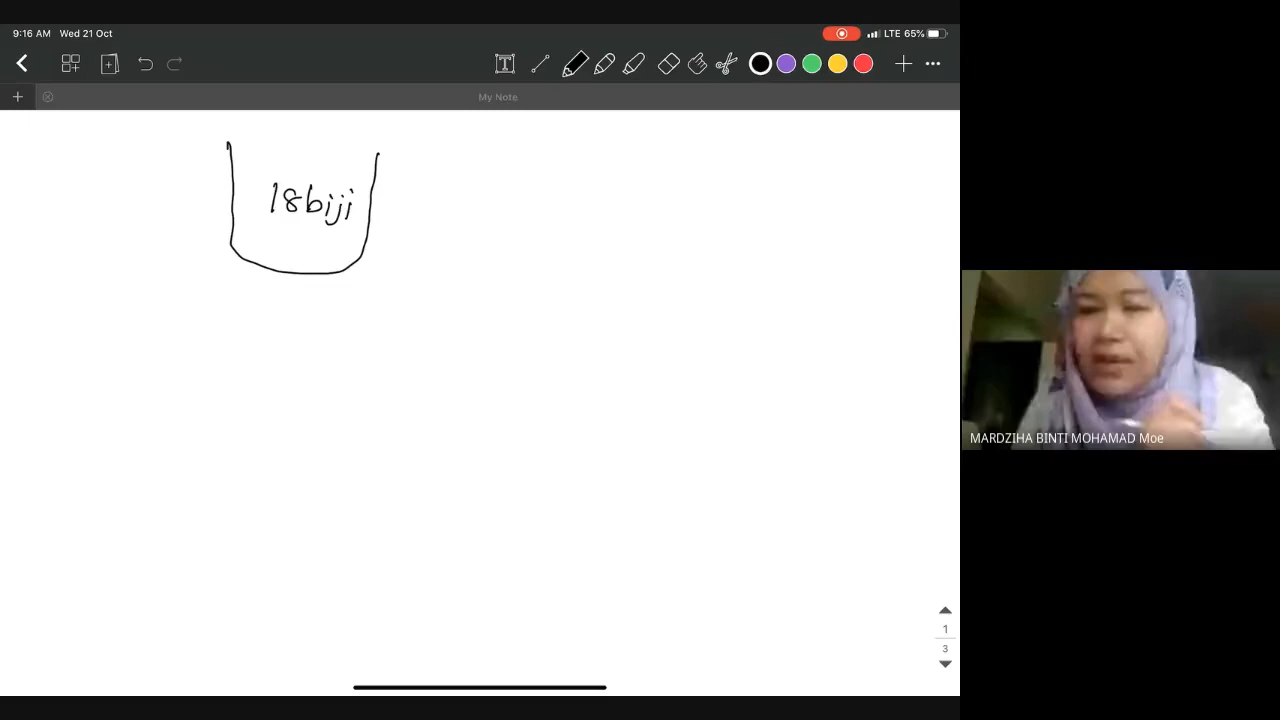 9:16 AM Wed 21 Oct
LTE 65%
T
My Note
18biji
1
3
MARDZIHA BINTI MOHAMAD Moe